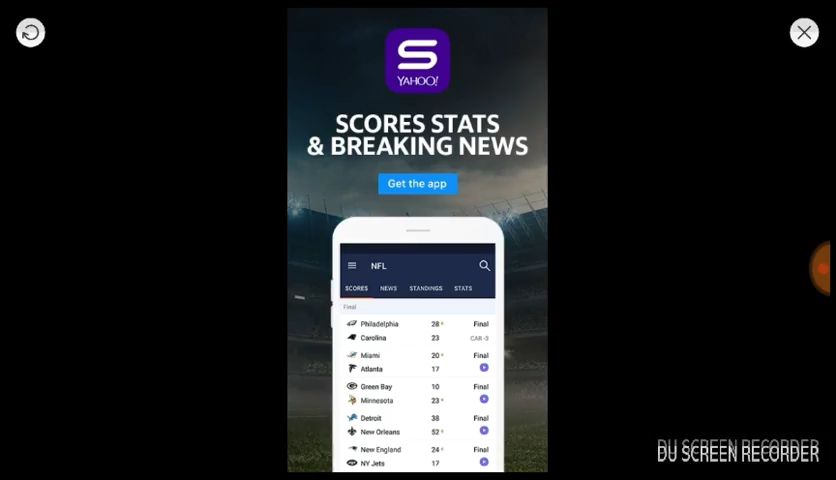 S
YAHOO!
SCORES STATS
& BREAKING NEWS
Get the app
NFL
SCORES NEWS STANDINGS STATS
Final
Philadelphia 28 Final
Carolina 23 CAR -3
Miami 20 Final
Atlanta 17
Green Bay 10 Final
Minnesota 23
Detroit 38 Final
New Orleans 52
New England 24 Final
NY Jets 17
DU SCREEN RECORDER